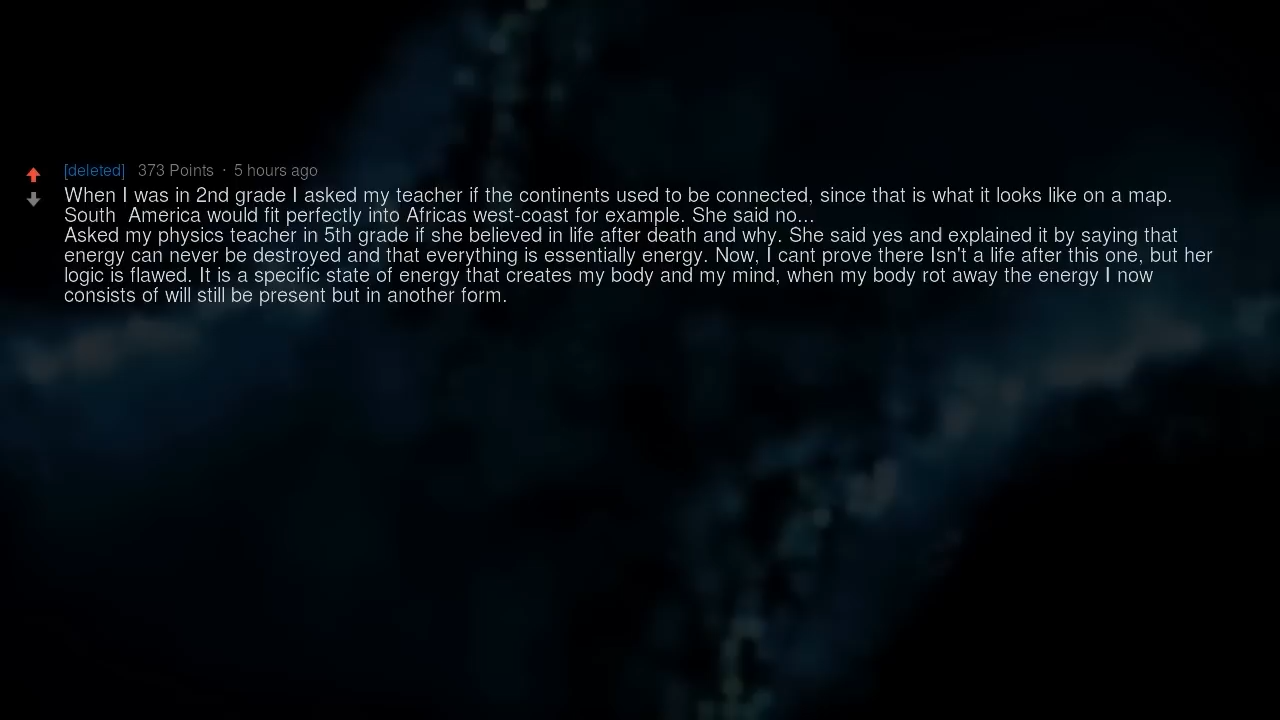 [deleted] 373 Points · 5 hours ago
When I was in 2nd grade I asked my teacher if the continents used to be connected, since that is what it looks like on a map.
South  America would fit perfectly into Africas west-coast for example. She said no...
Asked my physics teacher in 5th grade if she believed in life after death and why. She said yes and explained it by saying that
energy can never be destroyed and that everything is essentially energy. Now, I cant prove there Isn't a life after this one, but her
logic is flawed. It is a specific state of energy that creates my body and my mind, when my body rot away the energy I now
consists of will still be present but in another form.